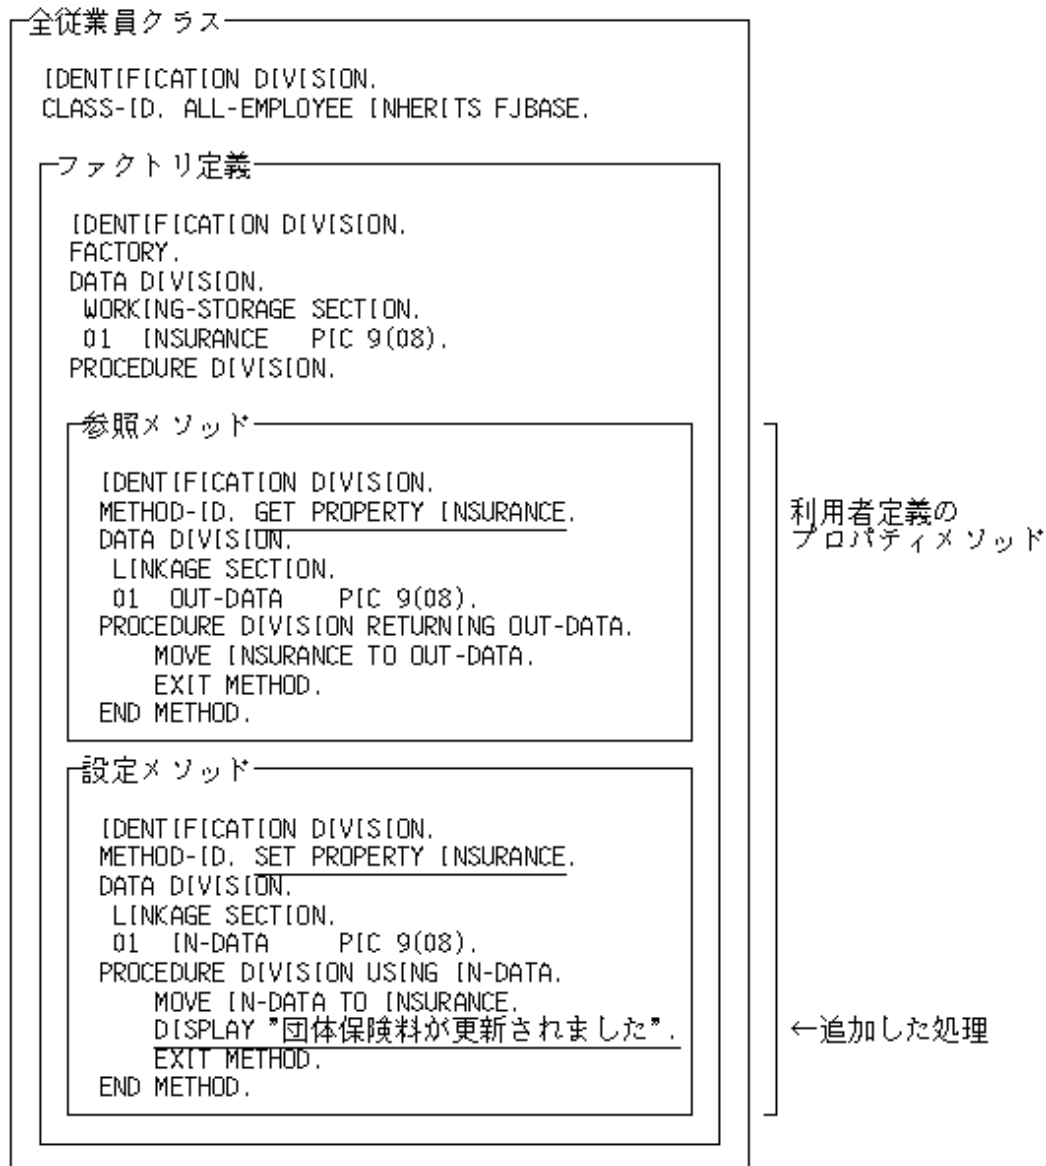 全従業員クラス
IDENTIFICATION DIVISION.
CLASS-ID. ALL-EMPLOYEE INHERITS FJBASE.
ファクトリ定義
IDENTIFICATION DIVISION.
FACTORY.
DATA DIVISION.
WORKING-STORAGE SECTION.
01 INSURANCE PIC 9(08).
PROCEDURE DIVISION.
参照メソッド
IDENTIFICATION DIVISION.
METHOD-ID. GET PROPERTY INSURANCE.
DATA DIVISION.
LINKAGE SECTION.
01 OUT-DATA PIC 9(08).
PROCEDURE DIVISION RETURNING OUT-DATA.
MOVE INSURANCE TO OUT-DATA.
EXIT METHOD.
END METHOD.
利用者定義の
プロパティメソッド
設定メソッド
IDENTIFICATION DIVISION.
METHOD-ID. SET PROPERTY INSURANCE.
DATA DIVISION.
LINKAGE SECTION.
01 IN-DATA PIC 9(08).
PROCEDURE DIVISION USING IN-DATA.
MOVE IN-DATA TO INSURANCE.
DISPLAY "団体保険料が更新されました".
←追加した処理
EXIT METHOD.
END METHOD.